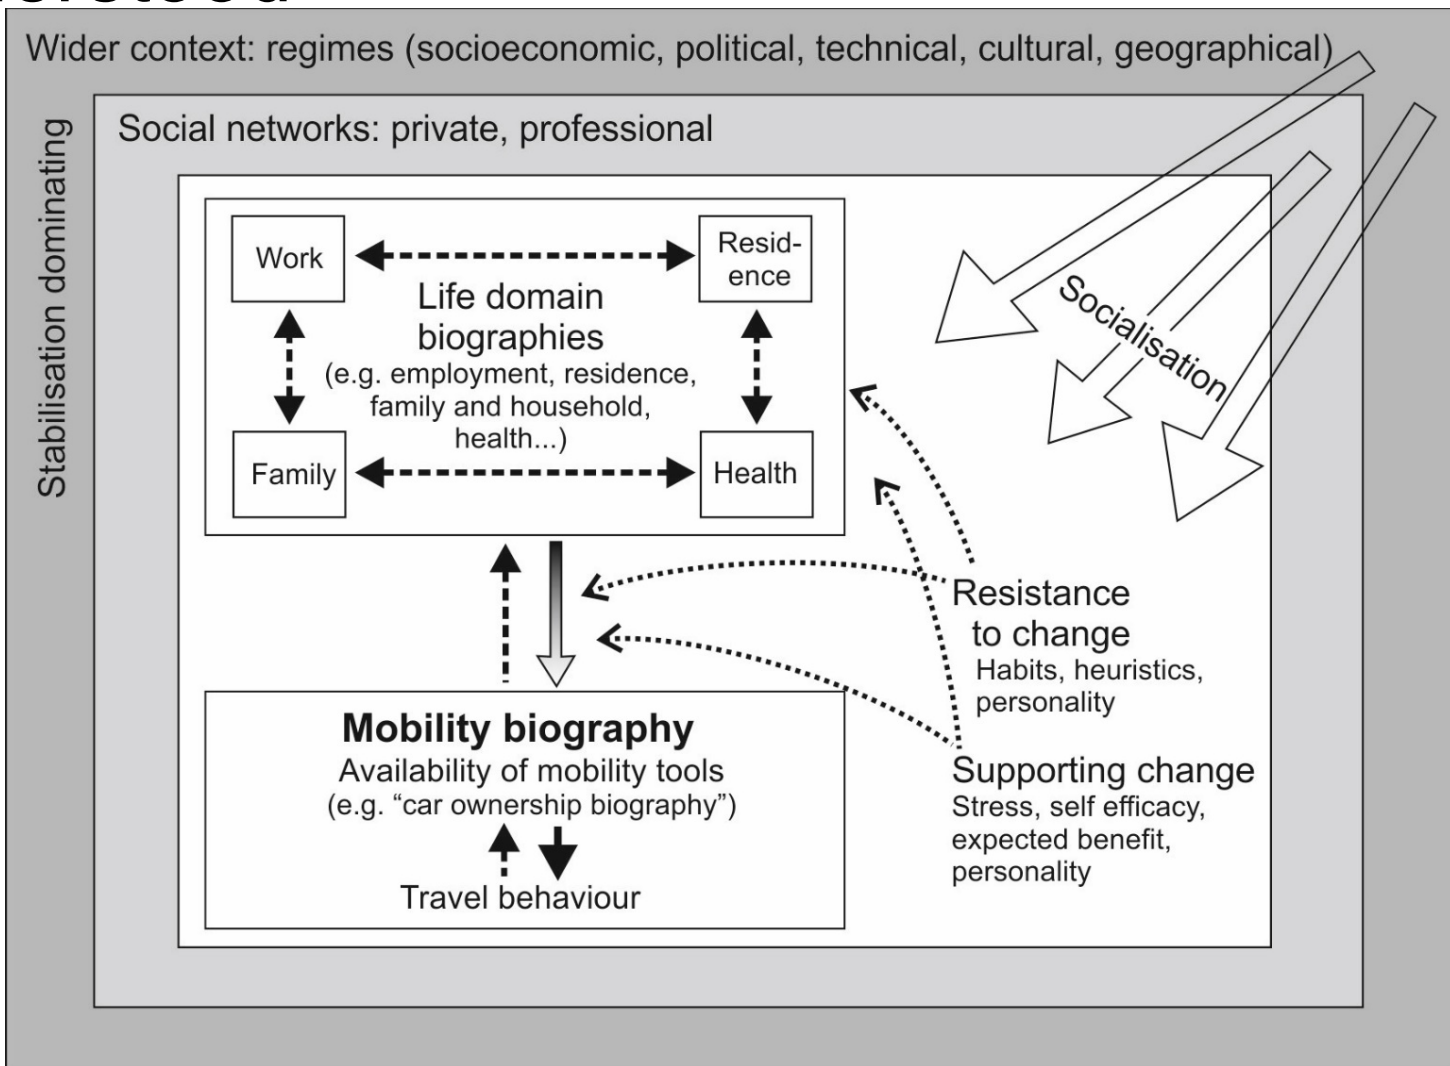 Wider context: regimes (socioeconomic, political, technical, cultural, geographical)
Stabilisation dominating
Social networks: private, professional
Work
Resid-
ence
Life domain
biographies
(e.g. employment, residence,
family and household,
health...)
Family
Health
Socialisation
Resistance
to change
Habits, heuristics,
personality
Mobility biography
Availability of mobility tools
(e.g. “car ownership biography”)
Travel behaviour
Supporting change
Stress, self efficacy,
expected benefit,
personality